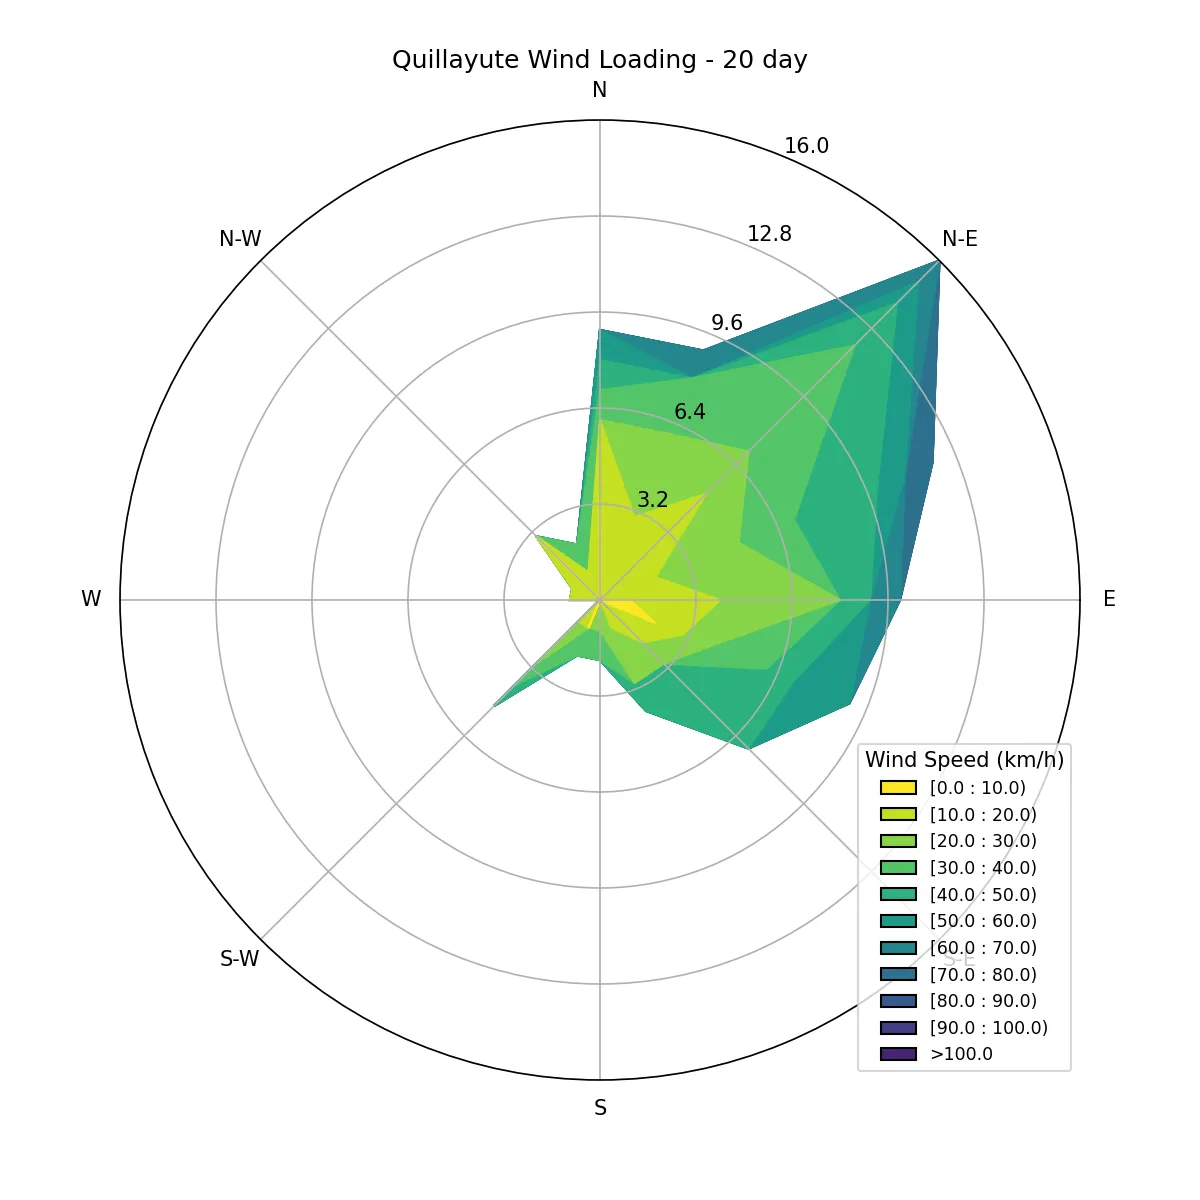 Quillayute Wind Loading - 20 day
N
16.0
12.8
N-W
N-E
9.6
6.4
3.2
W
E
Wind Speed (km/h)
[0.0 : 10.0)
[10.0 : 20.0)
[20.0 : 30.0)
[30.0 : 40.0)
[40.0 : 50.0)
[50.0 : 60.0)
[60.0 : 70.0)
[70.0 : 80.0)
[80.0 : 90.0)
[90.0 : 100.0)
>100.0
S-W
S-E
S